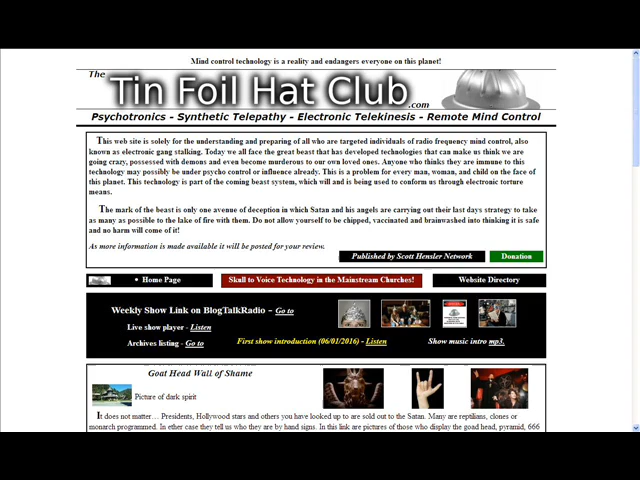 Mind control technology is a reality and endangers everyone on this planet!
The
Tin Foil Hat Club
.com
Psychotronics - Synthetic Telepathy - Electronic Telekinesis - Remote Mind Control
This web site is solely for the understanding and preparing of all who are targeted individuals of radio frequency mind control, also
known as electronic gang stalking. Today we all face the great beast that has developed technologies that can make us think we are
going crazy, possessed with demons and even become murderous to our own loved ones. Anyone who thinks they are immune to this
technology may possibly be under psycho control or influence already. This is a problem for every man, woman, and child on the face of
this planet. This technology is part of the coming beast system, which will and is being used to conform us through electronic torture
means.
The mark of the beast is only one avenue of deception in which Satan and his angels are carrying out their last days strategy to take
as many as possible to the lake of fire with them. Do not allow yourself to be chipped, vaccinated and brainwashed into thinking it is safe
and no harm will come of it!
As more information is made available it will be posted for your review.
Published by Scott Hensler Network
Donation
• Home Page
Skull to Voice Technology in the Mainstream Churches!
Website Directory
Weekly Show Link on BlogTalkRadio - Go to
Live show player - Listen
Archives listing - Go to
First show introduction (06/01/2016) - Listen
Show music intro mp3.
Goat Head Wall of Shame
Picture of dark spirit
It does not matter… Presidents, Hollywood stars and others you have looked up to are sold out to the Satan. Many are reptilians, clones or
monarch programmed. In ether case they tell us who they are by hand signs. In this link are pictures of those who display the goad head, pyramid, 666